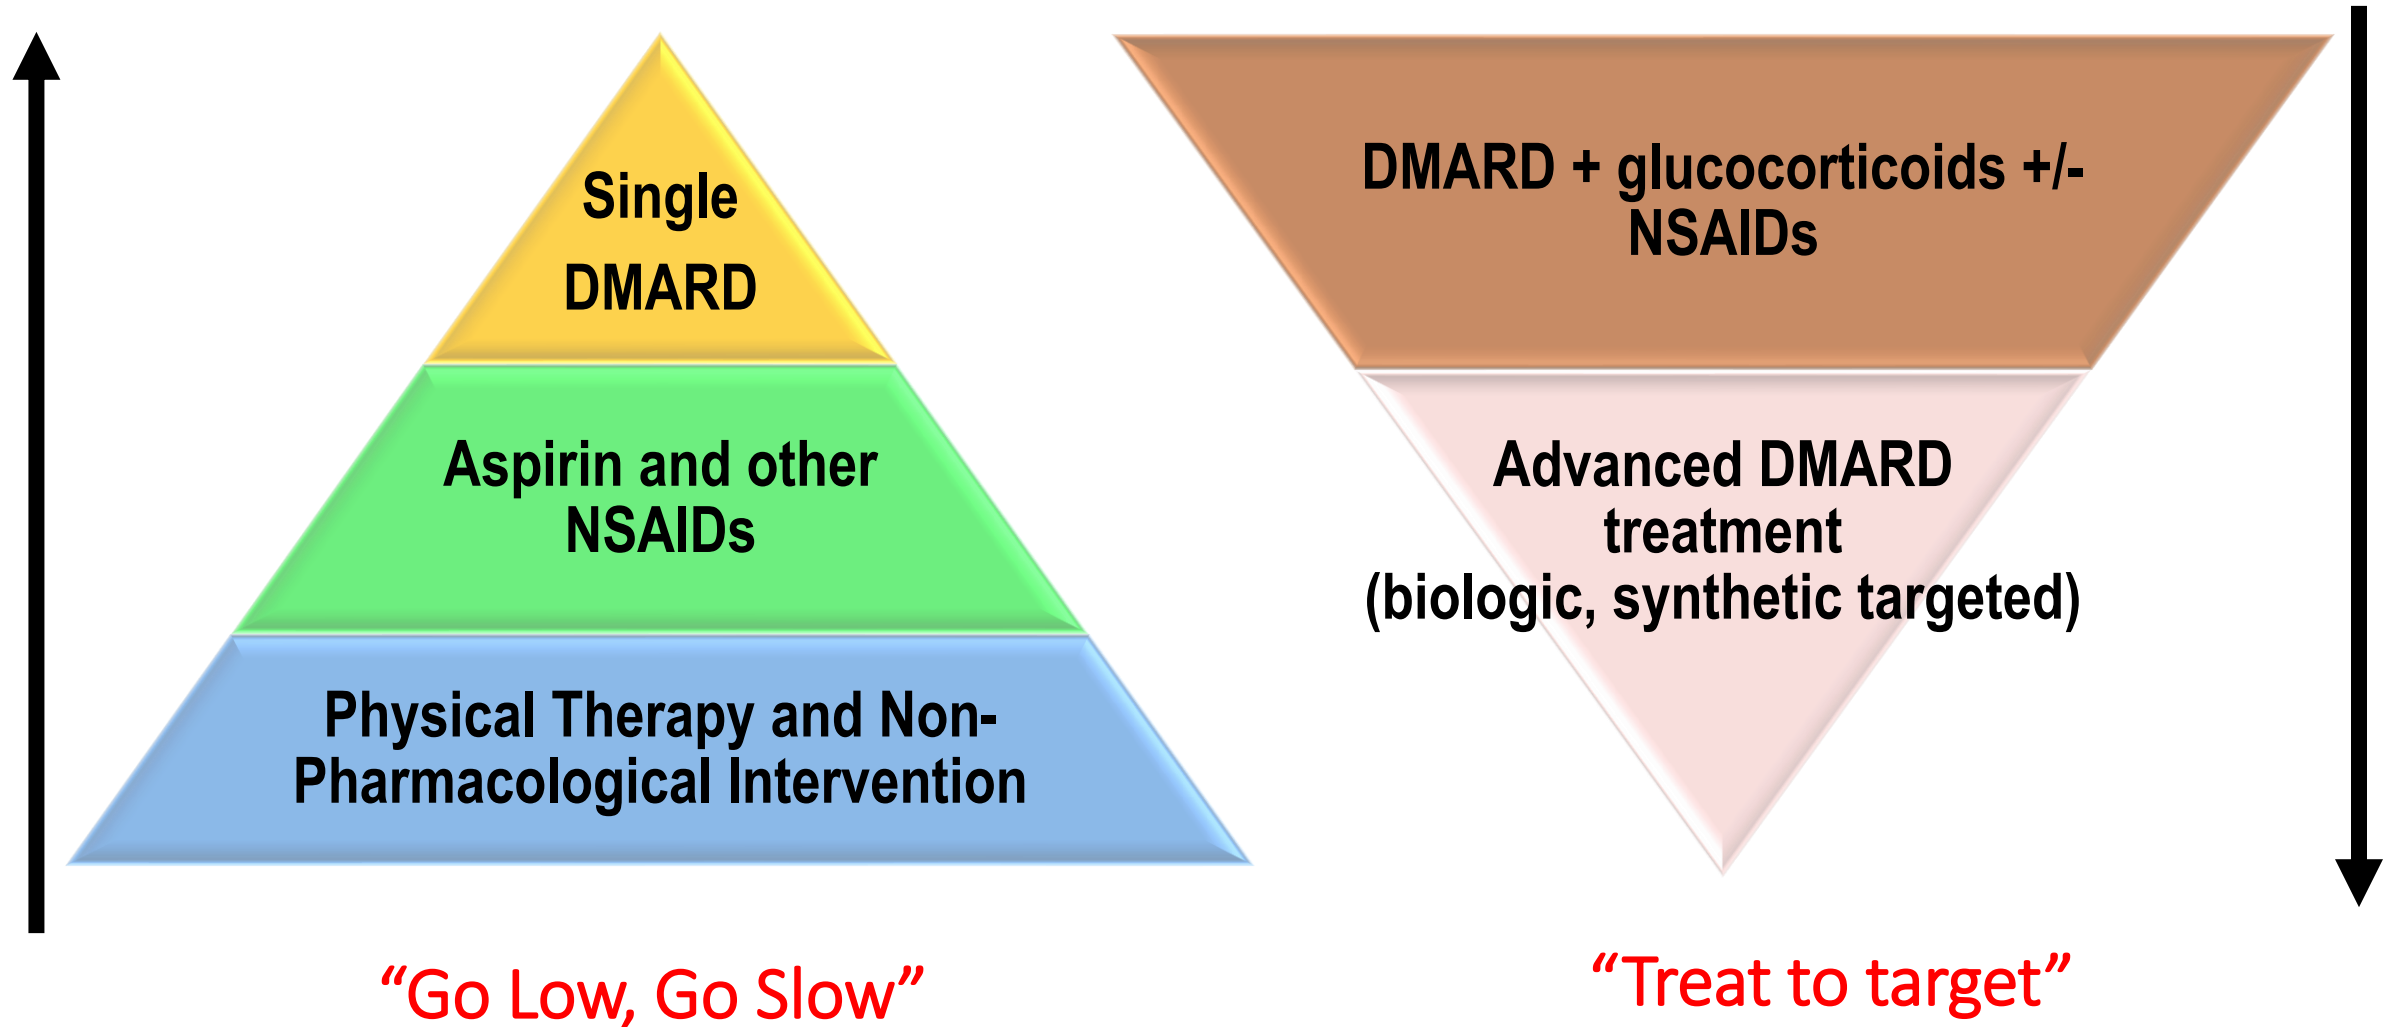 Single
DMARD
Aspirin and other
NSAIDs
Physical Therapy and Non-
Pharmacological Intervention
“Go Low, Go Slow”
DMARD + glucocorticoids +/-
NSAIDs
Advanced DMARD
treatment
(biologic, synthetic targeted)
“Treat to target”